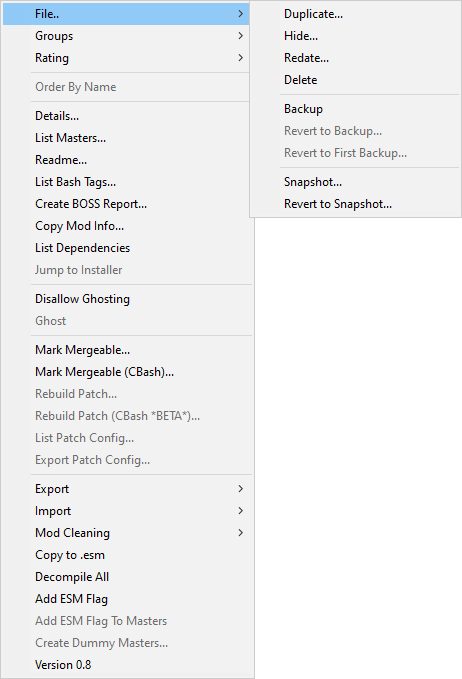 File..
Groups
Rating
Order By Name
Details...
List Masters...
Readme...
List Bash Tags...
Create BOSS Report...
Copy Mod Info...
List Dependencies
Jump to Installer
Disallow Ghosting
Ghost
Mark Mergeable...
Mark Mergeable (CBash)...
Rebuild Patch...
Rebuild Patch (CBash *BETA*)...
List Patch Config...
Export Patch Config...
Export
Import
Mod Cleaning
Copy to .esm
Decompile All
Add ESM Flag
Add ESM Flag To Masters
Create Dummy Masters...
Version 0.8
Duplicate...
Hide...
Redate...
Delete
Backup
Revert to Backup...
Revert to First Backup...
Snapshot...
Revert to Snapshot...